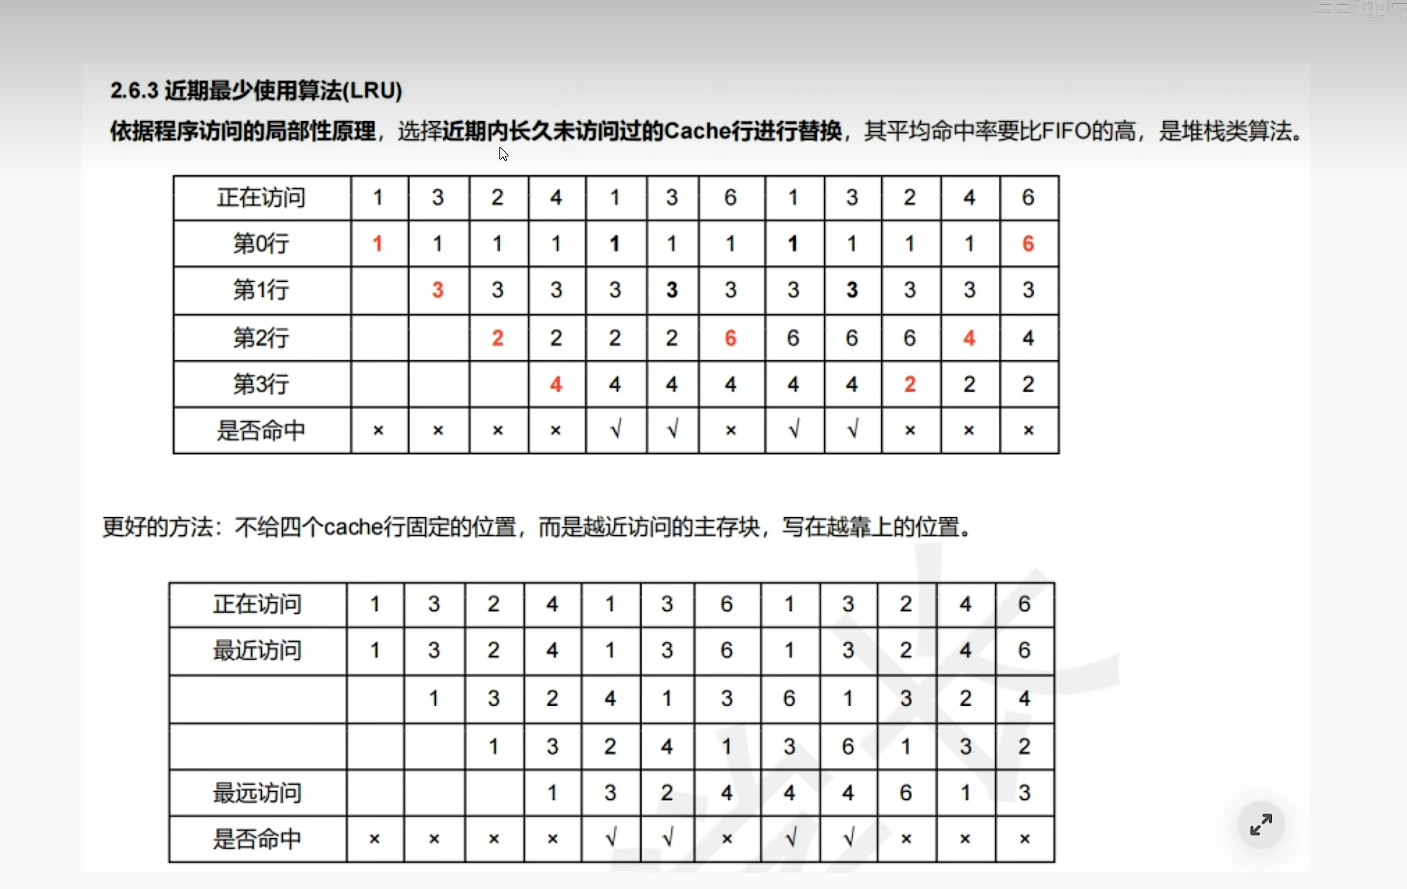 2.6.3 近期最少使用算法(LRU)
依据程序访问的局部性原理，选择近期内长久未访问过的Cache行进行替换，其平均命中率要比FIFO的高，是堆栈类算法。
正在访问 1 3 2 4 1 3 6 1 3 2 4 6
第0行 1 1 1 1 1 1 1 1 1 1 1 6
第1行 3 3 3 3 3 3 3 3 3 3 3
第2行 2 2 2 2 6 6 6 6 4 4
第3行 4 4 4 4 4 4 2 2 2
是否命中 × × × × √ √ × √ √ × × ×
更好的方法：不给四个cache行固定的位置，而是越近访问的主存块，写在越靠上的位置。
正在访问 1 3 2 4 1 3 6 1 3 2 4 6
最近访问 1 3 2 4 1 3 6 1 3 2 4 6
1 3 2 4 1 3 6 1 3 2 4
1 3 2 4 1 3 6 1 3 2
最远访问 1 3 2 4 4 4 6 1 3
是否命中 × × × × √ √ × √ √ × × ×